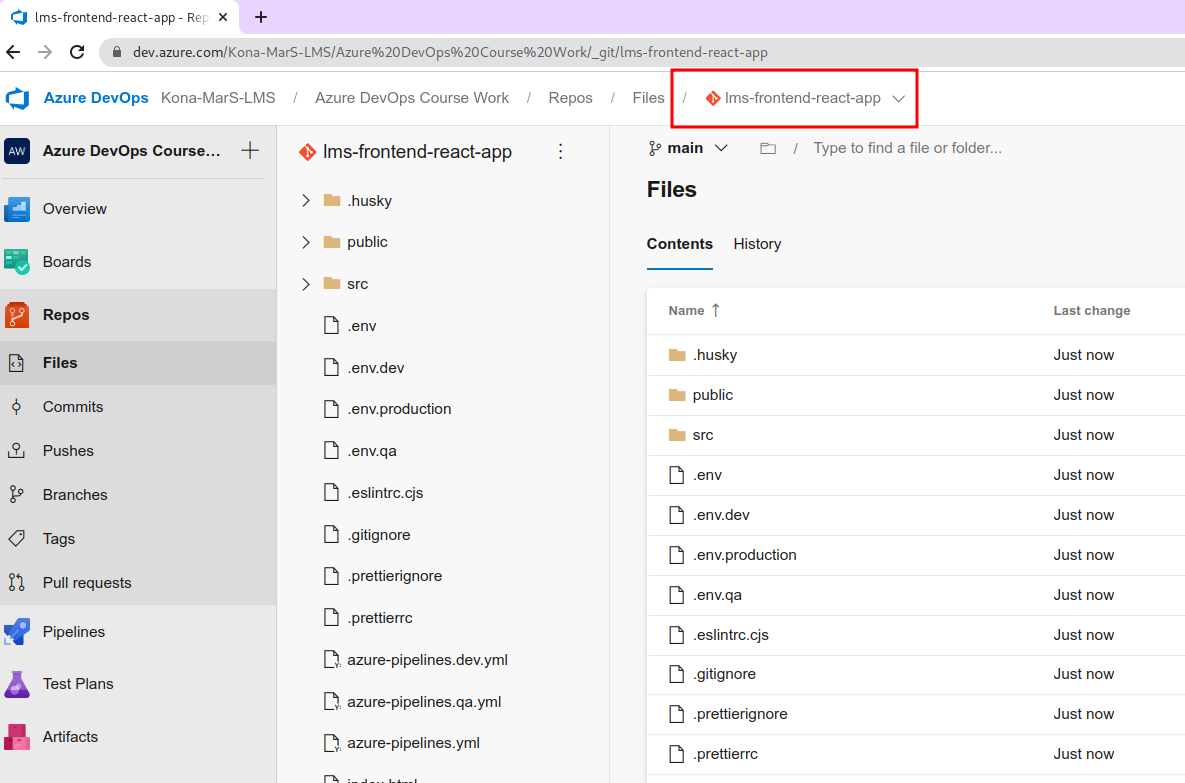 lms-frontend-react-app - Rep
dev.azure.com/Kona-MarS-LMS/Azure%20DevOps%20Course%20Work/_git/lms-frontend-react-app
Azure DevOps Kona-MarS-LMS / Azure DevOps Course Work / Repos / Files / lms-frontend-react-app
AW Azure DevOps Course...
Overview
Boards
Repos
Files
Commits
Pushes
Branches
Tags
Pull requests
Pipelines
Test Plans
Artifacts
lms-frontend-react-app
.husky
public
src
.env
.env.dev
.env.production
.env.qa
.eslintrc.cjs
.gitignore
.prettierignore
.prettierrc
azure-pipelines.dev.yml
azure-pipelines.qa.yml
azure-pipelines.yml
index.html
main / Type to find a file or folder...
Files
Contents History
Name ↑ Last change
.husky Just now
public Just now
src Just now
.env Just now
.env.dev Just now
.env.production Just now
.env.qa Just now
.eslintrc.cjs Just now
.gitignore Just now
.prettierignore Just now
.prettierrc Just now